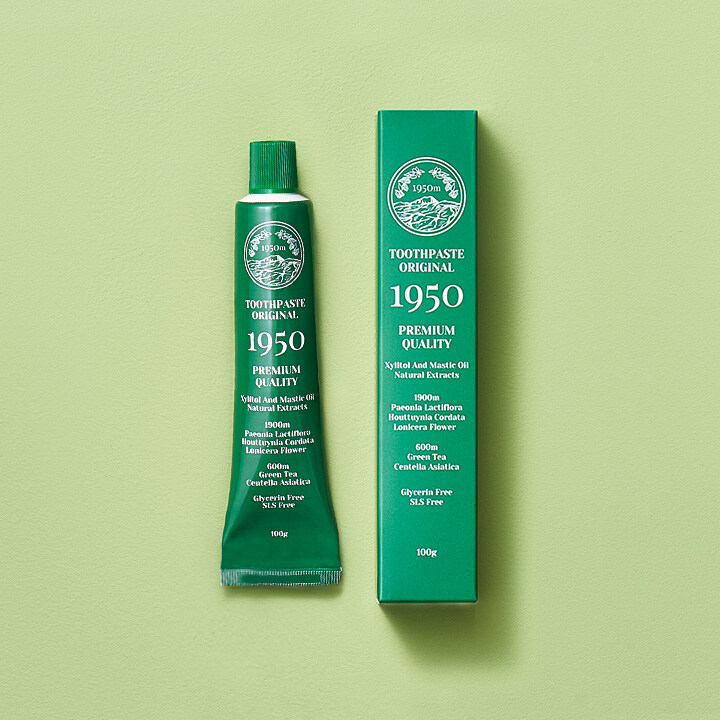 1950m
TOOTHPASTE
ORIGINAL
1950
PREMIUM
QUALITY
Xylitol And Mastic Oil
Natural Extracts
1900m
Paeonia Lactiflora
Houttuynia Cordata
Lonicera Flower
600m
Green Tea
Centella Asiatica
Glycerin Free
SLS Free
100g
1950m
TOOTHPASTE
ORIGINAL
1950
PREMIUM
QUALITY
Xylitol And Mastic Oil
Natural Extracts
1900m
Paeonia Lactiflora
Houttuynia Cordata
Lonicera Flower
600m
Green Tea
Centella Asiatica
Glycerin Free
SLS Free
100g